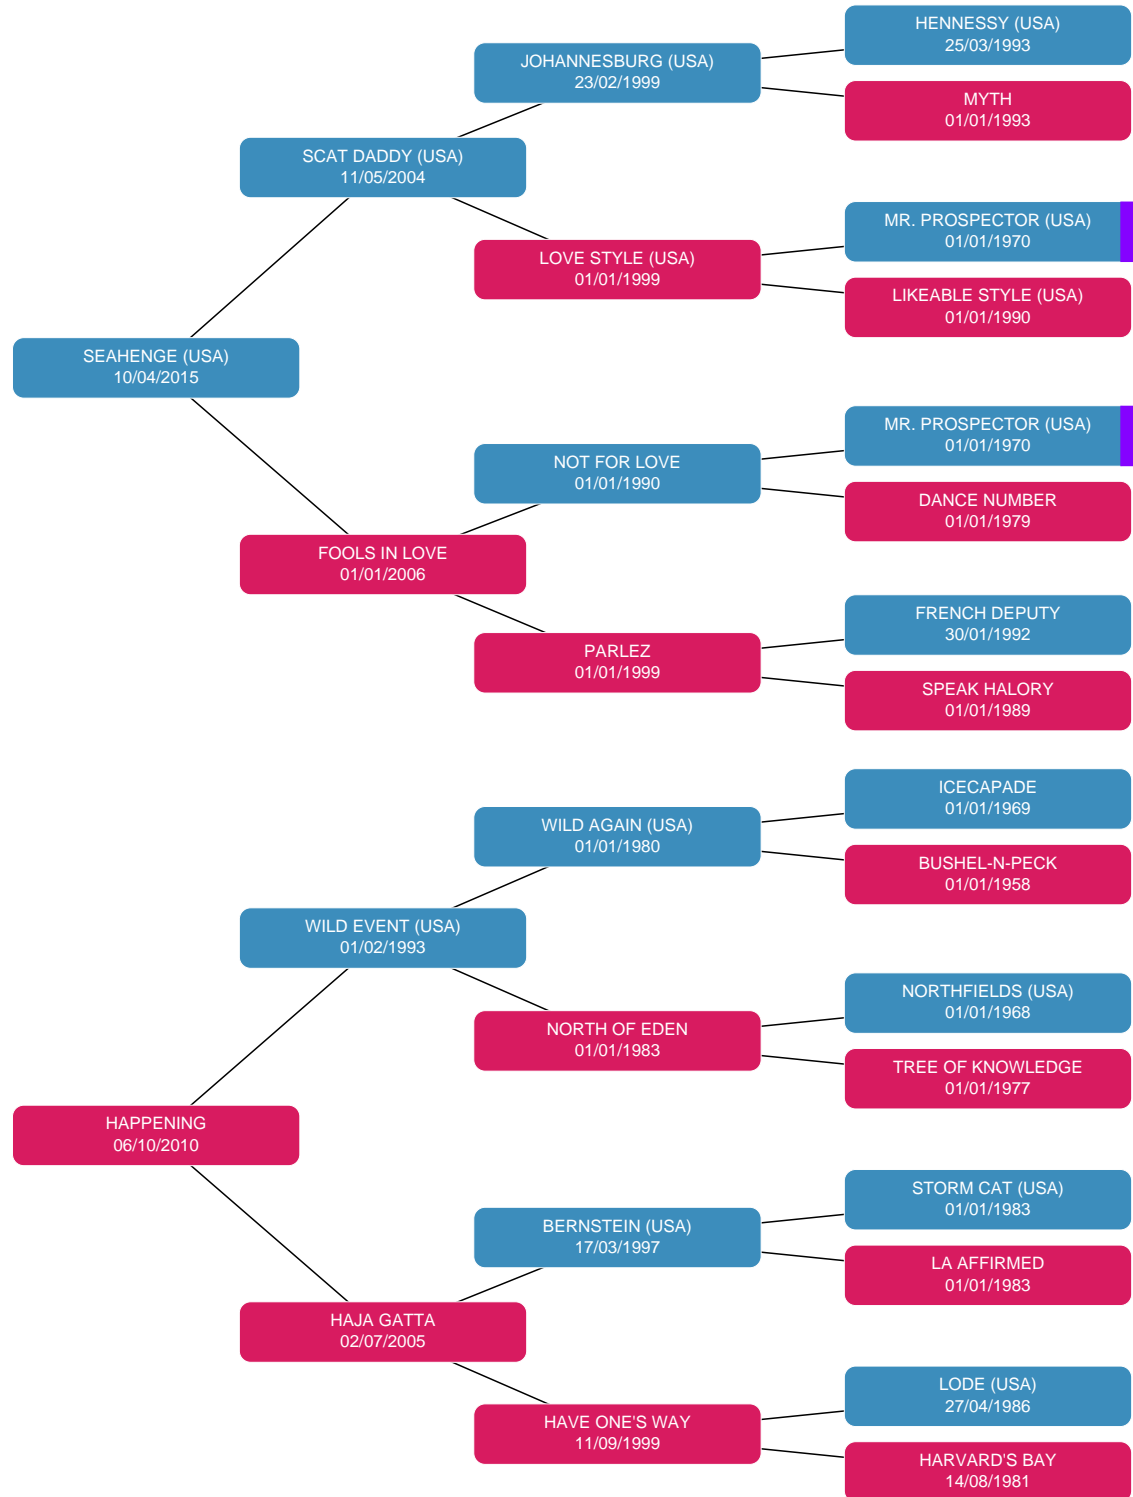 HENNESSY (USA)
25/03/1993
JOHANNESBURG (USA)
23/02/1999
MYTH
01/01/1993
SCAT DADDY (USA)
11/05/2004
MR. PROSPECTOR (USA)
01/01/1970
LOVE STYLE (USA)
01/01/1999
LIKEABLE STYLE (USA)
01/01/1990
SEAHENGE (USA)
10/04/2015
MR. PROSPECTOR (USA)
01/01/1970
NOT FOR LOVE
01/01/1990
DANCE NUMBER
01/01/1979
FOOLS IN LOVE
01/01/2006
FRENCH DEPUTY
30/01/1992
PARLEZ
01/01/1999
SPEAK HALORY
01/01/1989
ICECAPADE
01/01/1969
WILD AGAIN (USA)
01/01/1980
BUSHEL-N-PECK
01/01/1958
WILD EVENT (USA)
01/02/1993
NORTHFIELDS (USA)
01/01/1968
NORTH OF EDEN
01/01/1983
TREE OF KNOWLEDGE
01/01/1977
HAPPENING
06/10/2010
STORM CAT (USA)
01/01/1983
BERNSTEIN (USA)
17/03/1997
LA AFFIRMED
01/01/1983
HAJA GATTA
02/07/2005
LODE (USA)
27/04/1986
HAVE ONE'S WAY
11/09/1999
HARVARD'S BAY
14/08/1981